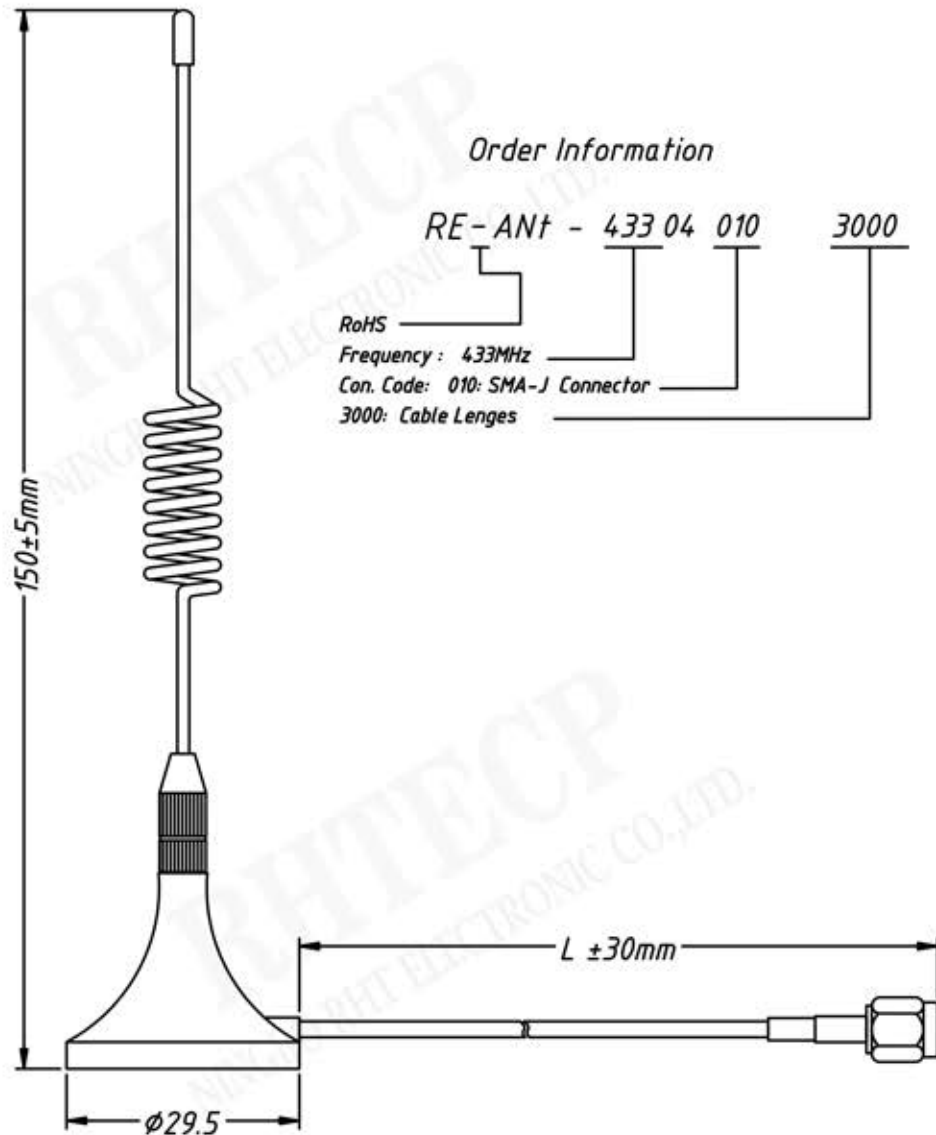 Order Information
RE-ANt - 433 04 010 3000
RoHS
Frequency : 433MHz
Con. Code: 010: SMA-J Connector
3000: Cable Lenges
150±5mm
L ±30mm
ϕ29.5
RHTECP
NINGBO RHT ELECTRONIC CO.,LTD.
RHTECP
NINGBO RHT ELECTRONIC CO.,LTD.